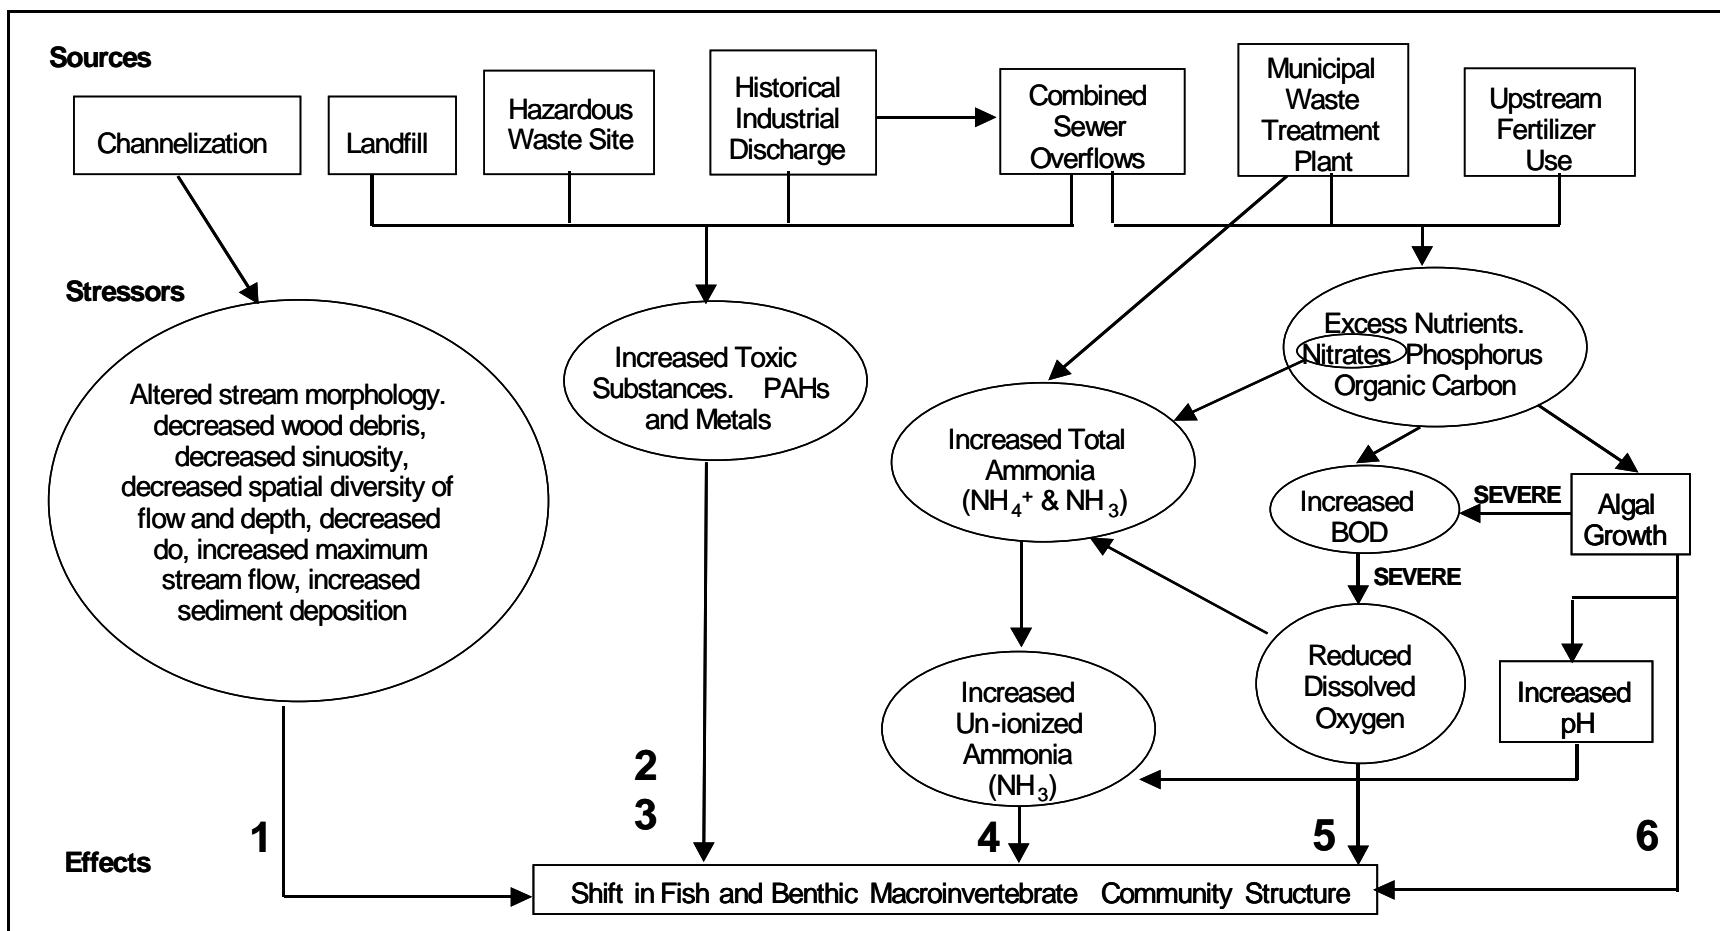 Sources
Channelization
Landfill
Hazardous
Waste Site
Historical
Industrial
Discharge
Combined
Sewer
Overflows
Municipal
Waste
Treatment
Plant
Upstream
Fertilizer
Use
Stressors
Altered stream morphology.
decreased wood debris,
decreased sinuosity,
decreased spatial diversity of
flow and depth, decreased
do, increased maximum
stream flow, increased
sediment deposition
Increased Toxic
Substances. PAHs
and Metals
Excess Nutrients.
Nitrates Phosphorus
Organic Carbon
Increased Total
Ammonia
(NH₄⁺ & NH₃)
Increased
BOD
SEVERE
Algal
Growth
SEVERE
Increased
Un-ionized
Ammonia
(NH₃)
Reduced
Dissolved
Oxygen
Increased
pH
1
2
3
4
5
6
Effects
Shift in Fish and Benthic Macroinvertebrate Community Structure